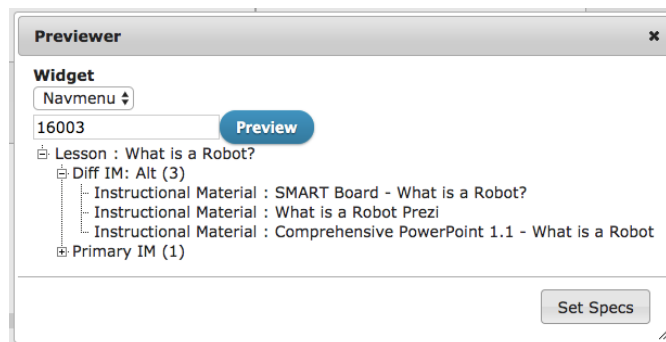 Previewer
Widget
Navmenu
16003 Preview
Lesson : What is a Robot?
Diff IM: Alt (3)
Instructional Material : SMART Board - What is a Robot?
Instructional Material : What is a Robot Prezi
Instructional Material : Comprehensive PowerPoint 1.1 - What is a Robot
Primary IM (1)
Set Specs